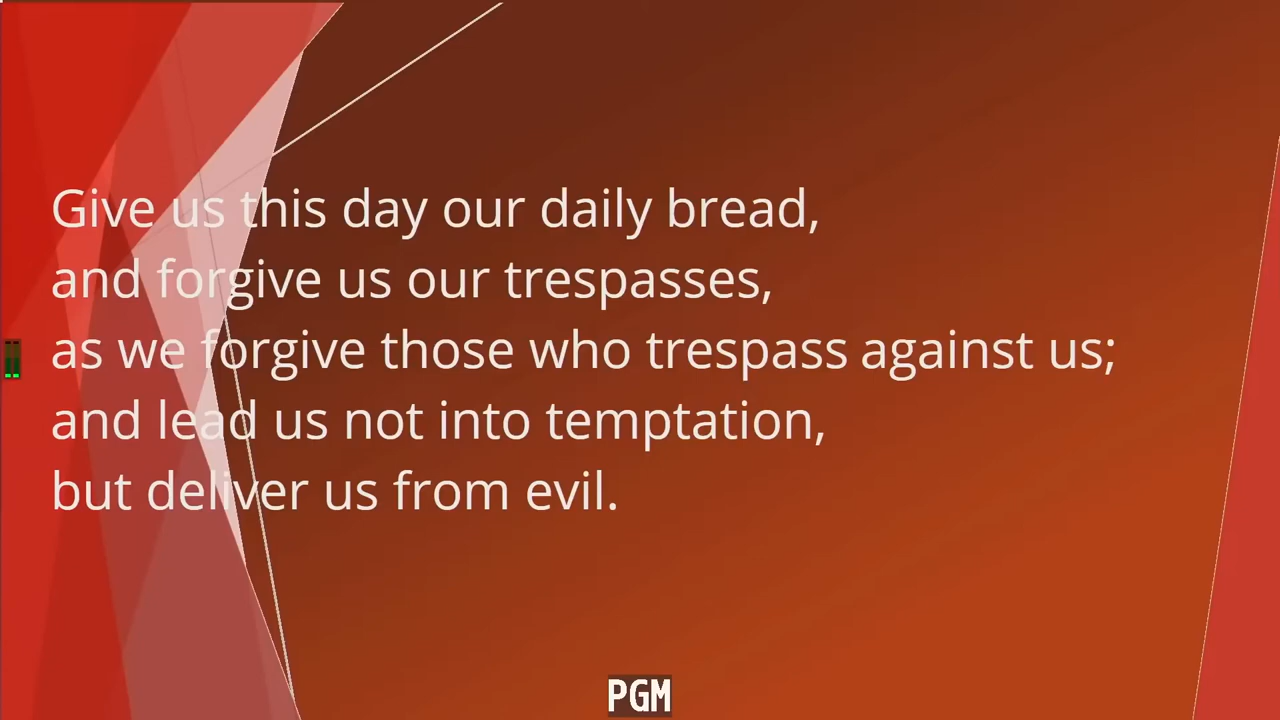 Give us this day our daily bread,
and forgive us our trespasses,
as we forgive those who trespass against us;
and lead us not into temptation,
but deliver us from evil.
PGM